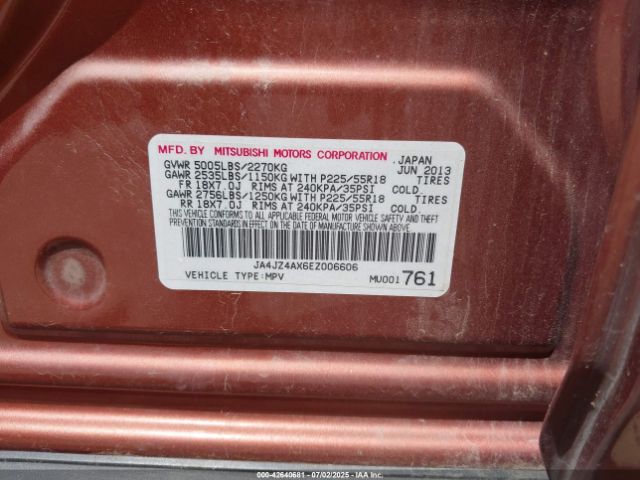 MFD. BY MITSUBISHI MOTORS CORPORATION , JAPAN
GVWR 5005LBS/2270KG JUN 2013
GAWR 2535LBS/1150KG WITH P225/55R18 TIRES
FR 18X7.0J RIMS AT 240KPA/35PSI COLD.
GAWR 2756LBS/1250KG WITH P225/55R18 TIRES
RR 18X7.0J RIMS AT 240KPA/35PSI COLD.
THIS VEHICLE CONFORMS TO ALL APPLICABLE FEDERAL MOTOR VEHICLE SAFETY AND THEFT
PREVENTION STANDARDS IN EFFECT ON THE DATE OF MANUFACTURE SHOWN ABOVE.
JA4JZ4AX6EZ006606
VEHICLE TYPE:MPV MU001 761
000-42640681 - 07/02/2025 - IAAI.COM